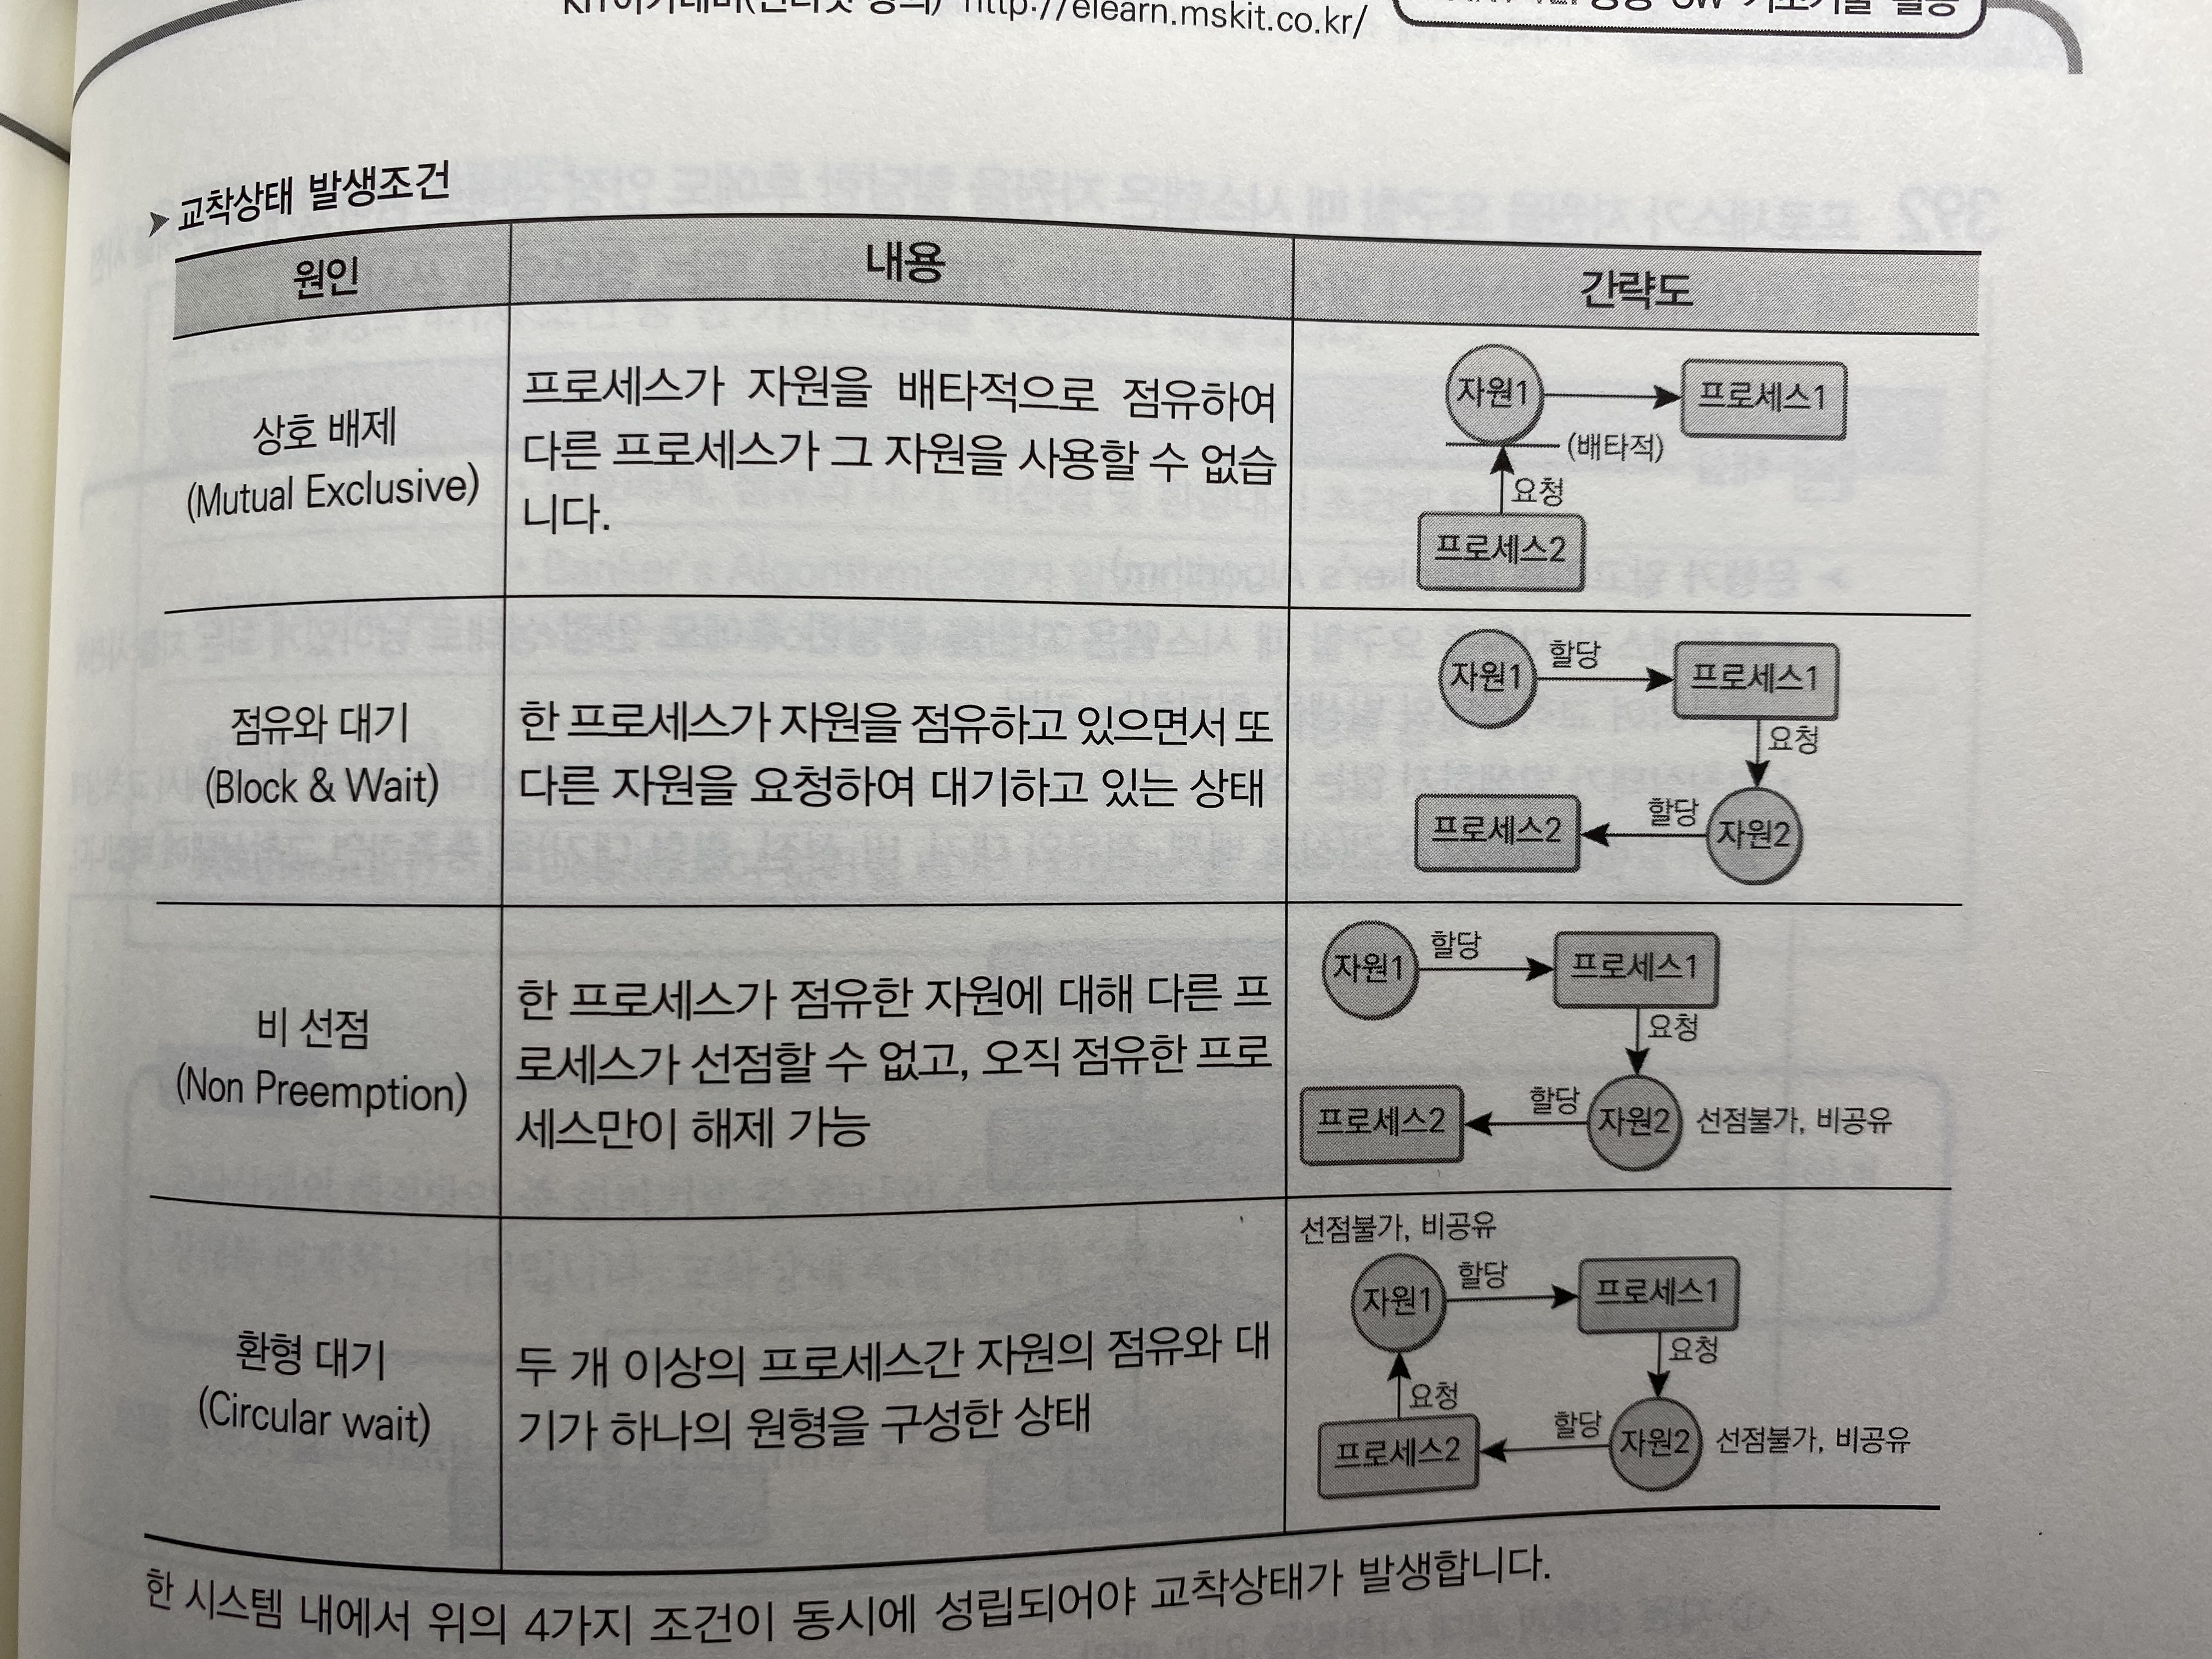 http://elearn.mskit.co.kr/
➤ 교착상태 발생조건
원인 내용 간략도
상호 배제
(Mutual Exclusive)
프로세스가 자원을 배타적으로 점유하여
다른 프로세스가 그 자원을 사용할 수 없습
니다.
자원1 프로세스1
(배타적)
요청
프로세스2
점유와 대기
(Block & Wait)
한 프로세스가 자원을 점유하고 있으면서 또
다른 자원을 요청하여 대기하고 있는 상태
자원1 할당 프로세스1
요청
프로세스2 할당 자원2
비 선점
(Non Preemption)
한 프로세스가 점유한 자원에 대해 다른 프
로세스가 선점할 수 없고, 오직 점유한 프로
세스만이 해제 가능
자원1 할당 프로세스1
요청
프로세스2 할당 자원2 선점불가, 비공유
환형 대기
(Circular wait)
두 개 이상의 프로세스간 자원의 점유와 대
기가 하나의 원형을 구성한 상태
선점불가, 비공유
자원1 할당 프로세스1
요청
요청
프로세스2 할당 자원2 선점불가, 비공유
한 시스템 내에서 위의 4가지 조건이 동시에 성립되어야 교착상태가 발생합니다.